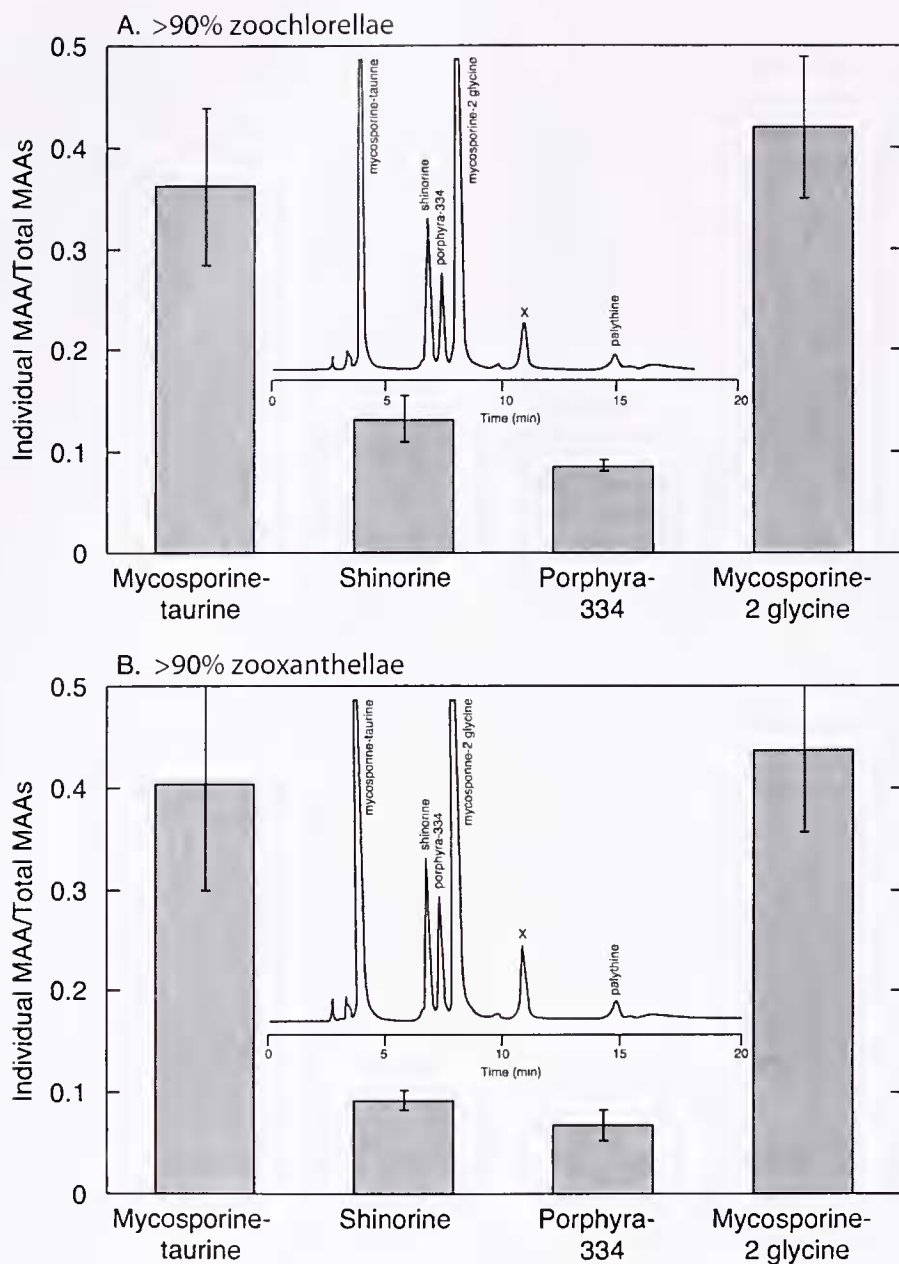 A. >90% zoochlorellae
Individual MAA/Total MAAs
0.5
0.4
0.3
0.2
0.1
0
mycosporine-taurine
shinorine
porphyra-334
mycosporine-2 glycine
X
palythine
0
5
10
15
20
Time (min)
Mycosporine-
taurine
Shinorine
Porphyra-
334
Mycosporine-
2 glycine
B. >90% zooxanthellae
Individual MAA/Total MAAs
0.5
0.4
0.3
0.2
0.1
0
mycosponne-taurine
shinorine
porphyra-334
mycosponne-2 glycine
X
palythine
0
5
10
15
20
Time (min)
Mycosporine-
taurine
Shinorine
Porphyra-
334
Mycosporine-
2 glycine